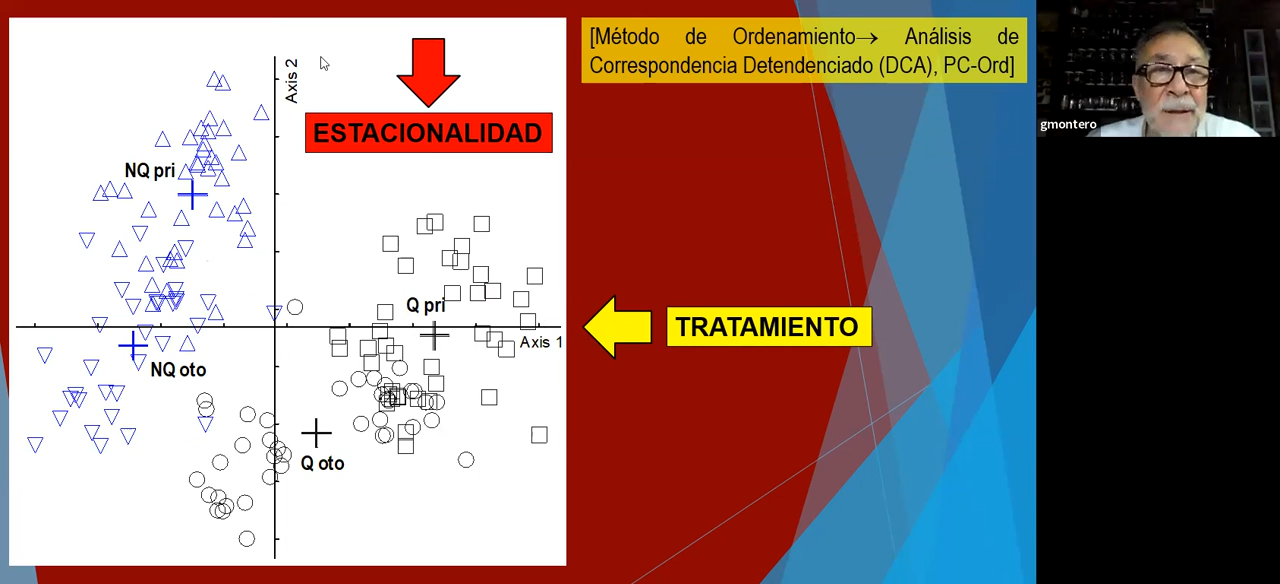 [Método de Ordenamiento→ Análisis de
Correspondencia Detendenciado (DCA), PC-Ord]
gmontero
Axis 2
ESTACIONALIDAD
NQ pri
Q pri
TRATAMIENTO
Axis 1
NQ oto
Q oto